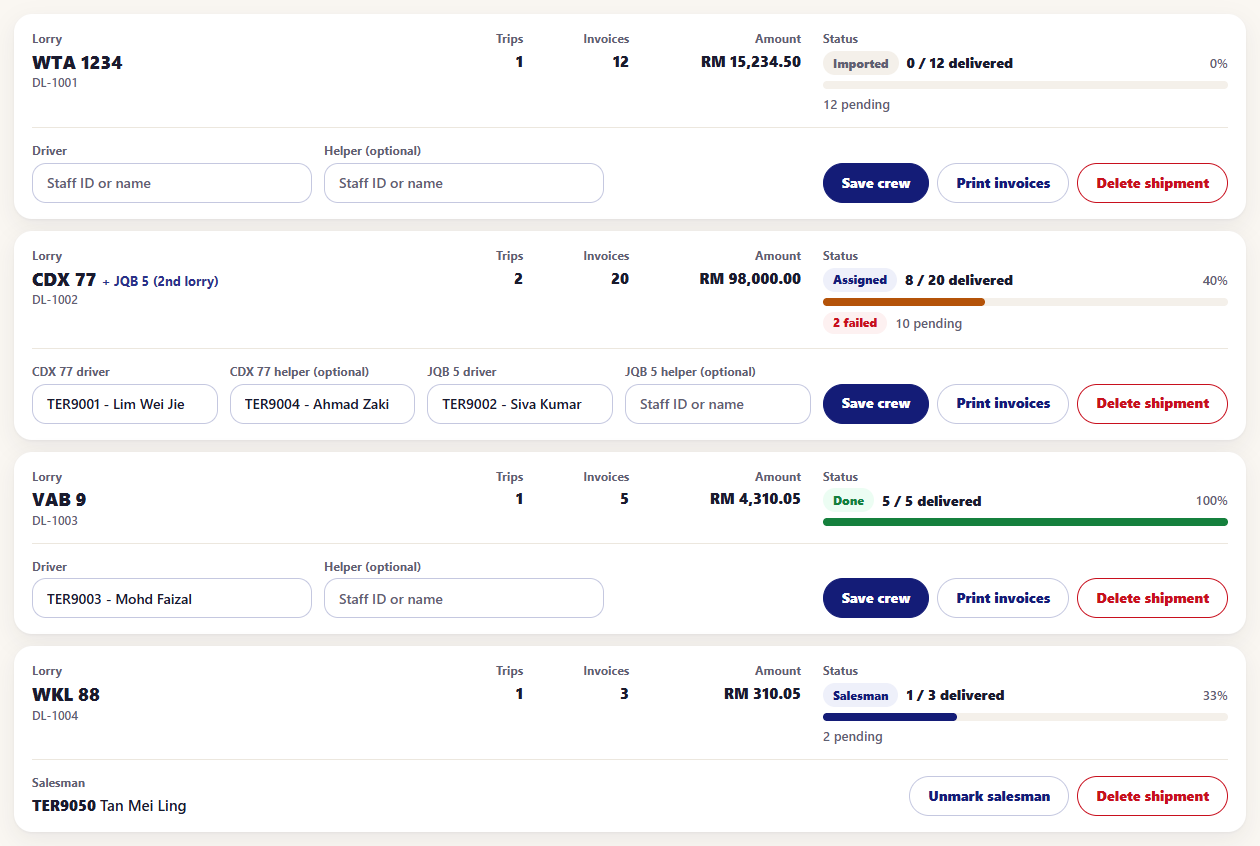 Lorry Trips Invoices Amount Status
WTA 1234 1 12 RM 15,234.50 Imported 0 / 12 delivered 0%
DL-1001
12 pending
Driver Helper (optional)
Staff ID or name Staff ID or name Save crew Print invoices Delete shipment
Lorry Trips Invoices Amount Status
CDX 77 + JQB 5 (2nd lorry) 2 20 RM 98,000.00 Assigned 8 / 20 delivered 40%
DL-1002
2 failed 10 pending
CDX 77 driver CDX 77 helper (optional) JQB 5 driver JQB 5 helper (optional)
TER9001 - Lim Wei Jie TER9004 - Ahmad Zaki TER9002 - Siva Kumar Staff ID or name Save crew Print invoices Delete shipment
Lorry Trips Invoices Amount Status
VAB 9 1 5 RM 4,310.05 Done 5 / 5 delivered 100%
DL-1003
Driver Helper (optional)
TER9003 - Mohd Faizal Staff ID or name Save crew Print invoices Delete shipment
Lorry Trips Invoices Amount Status
WKL 88 1 3 RM 310.05 Salesman 1 / 3 delivered 33%
DL-1004
2 pending
Salesman
TER9050 Tan Mei Ling Unmark salesman Delete shipment